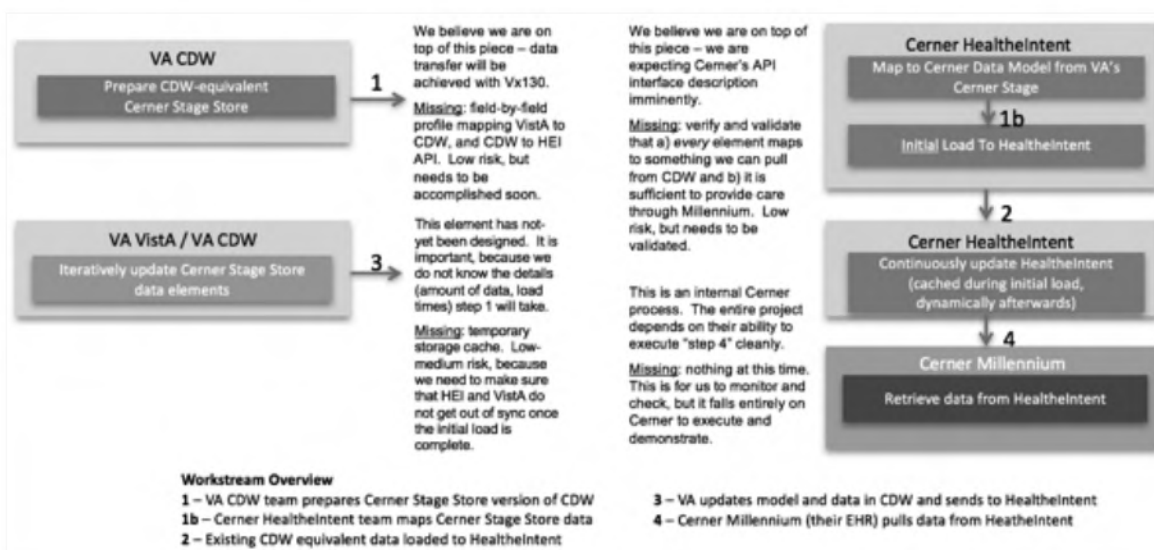 VA CDW
Prepare CDW-equivalent
Cerner Stage Store
1
We believe we are on
top of this piece – data
transfer will be
achieved with Vx130.
Missing: field-by-field
profile mapping VistA to
CDW, and CDW to HEI
API. Low risk, but
needs to be
accomplished soon.
VA VistA / VA CDW
Iteratively update Cerner Stage Store
data elements
3
This element has not-
yet been designed. It is
important, because we
do not know the details
(amount of data, load
times) step 1 will take.
Missing: temporary
storage cache. Low-
medium risk, because
we need to make sure
that HEI and VistA do
not get out of sync once
the initial load is
complete.
We believe we are on top of
this piece – we are
expecting Cerner's API
interface description
imminently.
Missing: verify and validate
that a) every element maps
to something we can pull
from CDW and b) it is
sufficient to provide care
through Millennium. Low
risk, but needs to be
validated.
This is an internal Cerner
process. The entire project
depends on their ability to
execute "step 4" cleanly.
Missing: nothing at this time.
This is for us to monitor and
check, but it falls entirely on
Cerner to execute and
demonstrate.
Cerner HealtheIntent
Map to Cerner Data Model from VA's
Cerner Stage
1b
Initial Load To HealtheIntent
2
Cerner HealtheIntent
Continuously update HealtheIntent
(cached during initial load,
dynamically afterwards)
4
Cerner Millennium
Retrieve data from HealtheIntent
Workstream Overview
1 – VA CDW team prepares Cerner Stage Store version of CDW
1b – Cerner HealtheIntent team maps Cerner Stage Store data
2 – Existing CDW equivalent data loaded to HealtheIntent
3 – VA updates model and data in CDW and sends to HealtheIntent
4 – Cerner Millennium (their EHR) pulls data from HeatheIntent